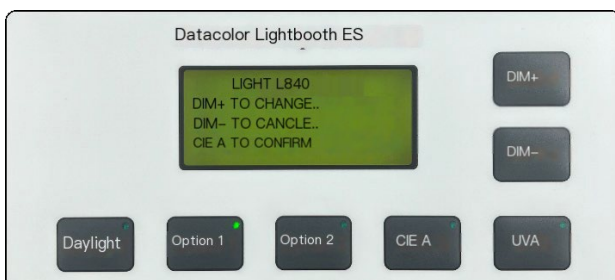 Datacolor Lightbooth ES
LIGHT L840
DIM+ TO CHANGE..
DIM– TO CANCLE..
CIE A TO CONFIRM
DIM+
DIM–
Daylight
Option 1
Option 2
CIE A
UVA